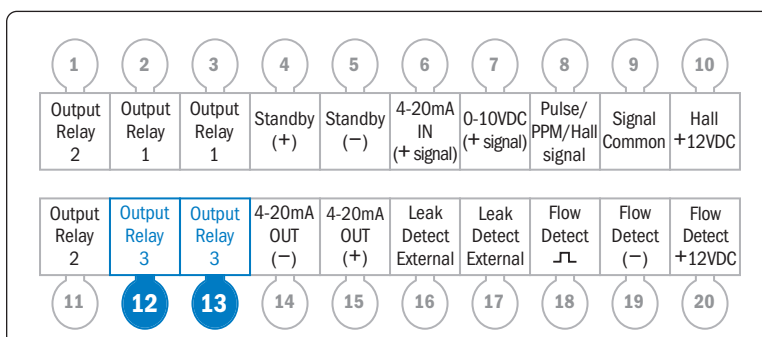 1 2 3 4 5 6 7 8 9 10
Output Output Output Standby Standby 4-20mA 0-10VDC Pulse/ Signal Hall
Relay Relay Relay (+) (−) IN (+ signal) PPM/Hall Common +12VDC
2 1 1 (+ signal) signal
Output Output Output 4-20mA 4-20mA Leak Leak Flow Flow Flow
Relay Relay Relay OUT OUT Detect Detect Detect Detect Detect
2 3 3 (−) (+) External External (−) +12VDC
11 12 13 14 15 16 17 18 19 20